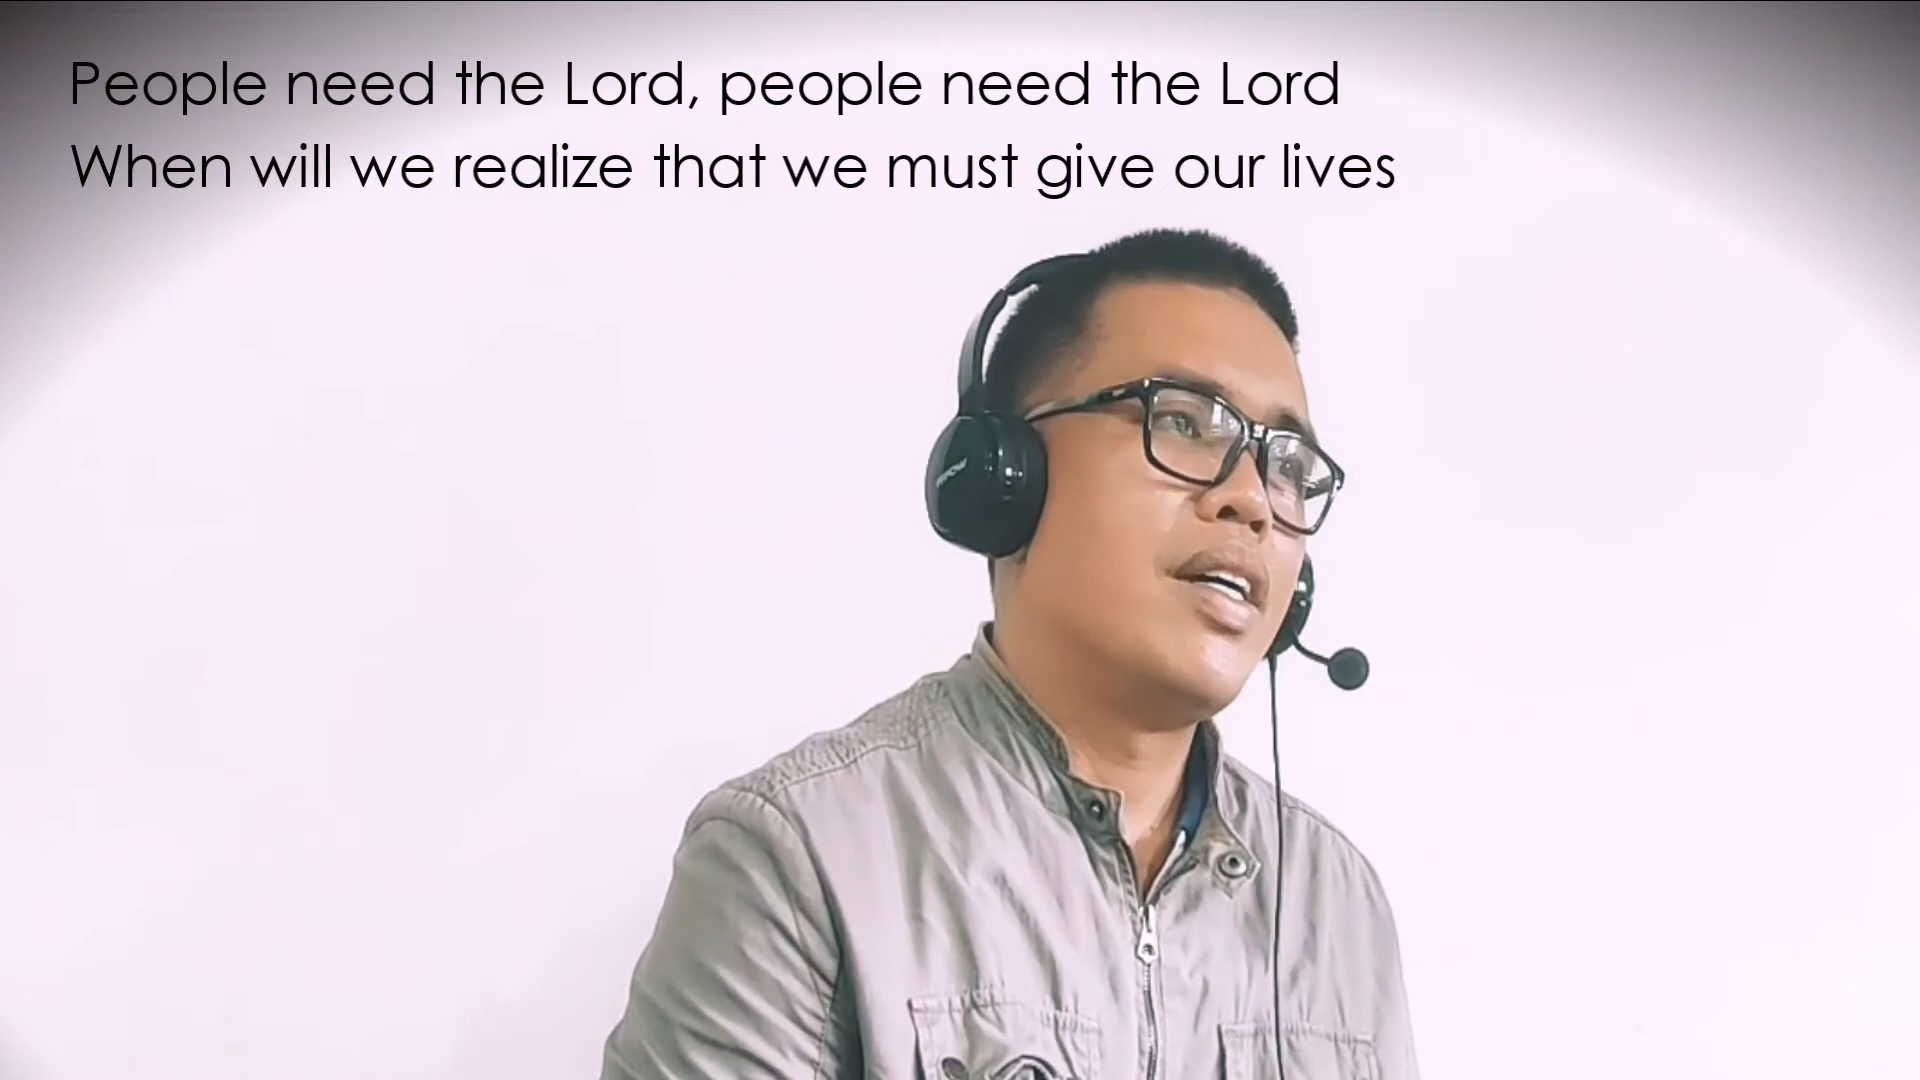 People need the Lord, people need the Lord
When will we realize that we must give our lives